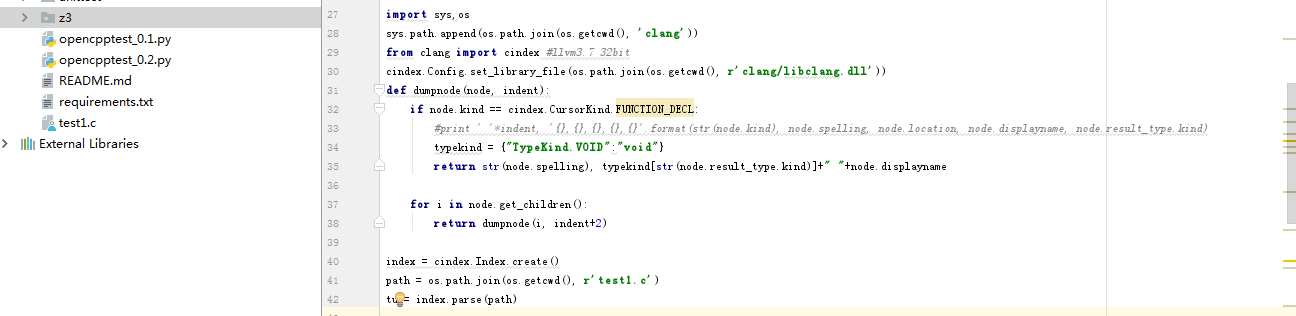 z3
opencpptest_0.1.py
opencpptest_0.2.py
README.md
requirements.txt
test1.c
External Libraries
27 import sys,os
28 sys.path.append(os.path.join(os.getcwd(), 'clang'))
29 from clang import cindex #llvm3.7 32bit
30 cindex.Config.set_library_file(os.path.join(os.getcwd(), r'clang/libclang.dll'))
31 def dumpnode(node, indent):
32 if node.kind == cindex.CursorKind.FUNCTION_DECL:
33 #print ' '*indent, '{},{},{},{},{}'.format(str(node.kind), node.spelling, node.location, node.displayname, node.result_type.kind)
34 typekind = {"TypeKind.VOID":"void"}
35 return str(node.spelling), typekind[str(node.result_type.kind)]+" "+node.displayname
36
37 for i in node.get_children():
38 return dumpnode(i, indent+2)
39
40 index = cindex.Index.create()
41 path = os.path.join(os.getcwd(), r'test1.c')
42 tu = index.parse(path)